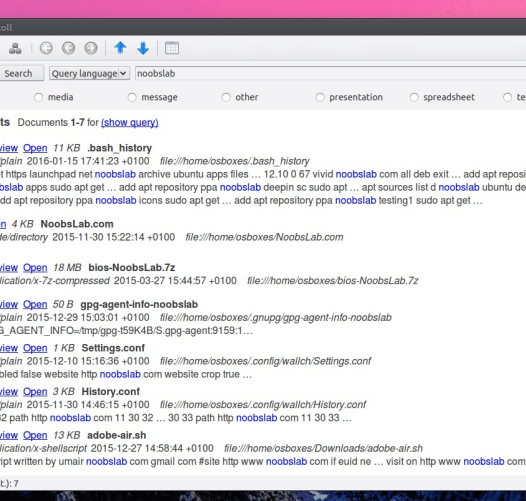 oll
Search Query language noobslab
media message other presentation spreadsheet te
ts Documents 1-7 for (show query)
view Open 11 KB .bash_history
/plain 2016-01-15 17:41:23 +0100 file:///home/osboxes/.bash_history
t https launchpad net noobslab archive ubuntu apps files … 12.10 0 67 vivid noobslab com all deb exit … add apt reposi
bslab apps sudo apt get … add apt repository ppa noobslab deepin sc sudo apt … apt sources list d noobslab ubuntu de
add apt repository ppa noobslab icons sudo apt get … add apt repository ppa noobslab testing1 sudo apt get …
n 4 KB NoobsLab.com
de/directory 2015-11-30 15:22:14 +0100 file:///home/osboxes/NoobsLab.com
view Open 18 MB bios-NoobsLab.7z
plication/x-7z-compressed 2015-03-27 15:44:57 +0100 file:///home/osboxes/bios-NoobsLab.7z
view Open 50 B gpg-agent-info-noobslab
/plain 2015-12-29 15:03:01 +0100 file:///home/osboxes/.gnupg/gpg-agent-info-noobslab
G_AGENT_INFO=/tmp/gpg-t59K4B/S.gpg-agent:9159:1…
view Open 1 KB Settings.conf
/plain 2015-12-10 15:16:36 +0100 file:///home/osboxes/.config/wallch/Settings.conf
bled false website http noobslab com website crop true …
view Open 3 KB History.conf
/plain 2015-11-30 14:46:15 +0100 file:///home/osboxes/.config/wallch/History.conf
32 path http noobslab com 11 30 32 … 30 33 path http noobslab com 11 30 33 …
view Open 13 KB adobe-air.sh
plication/x-shellscript 2015-12-27 14:58:44 +0100 file:///home/osboxes/Downloads/adobe-air.sh
ript written by umair noobslab com gmail com #site http www noobslab com if euid ne … visit on http www noobslab com
t.): 7